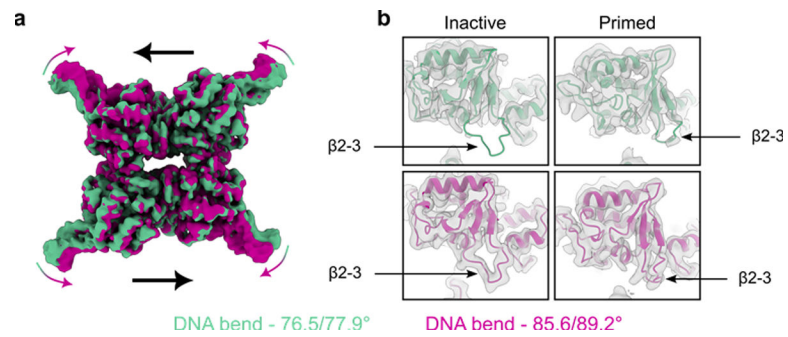 a
b
Inactive
Primed
β2-3
β2-3
β2-3
β2-3
DNA bend - 76.5/77.9°
DNA bend - 85.6/89.2°